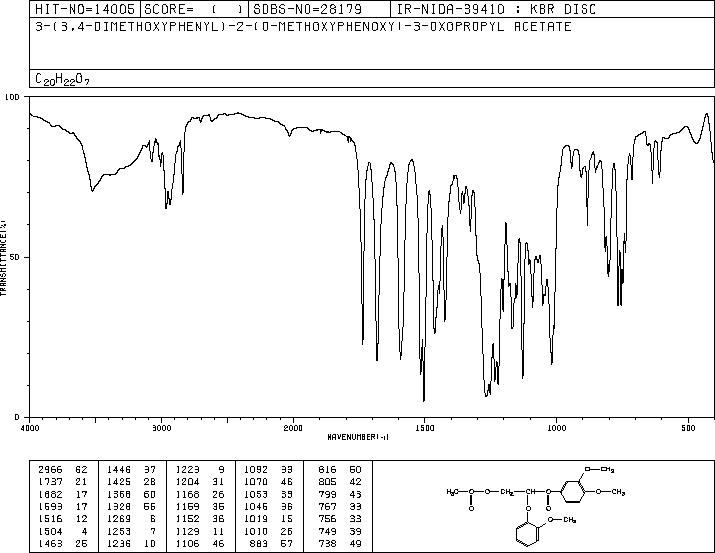 HIT-NO=14005 SCORE= ( ) SDBS-NO=28179 IR-NIDA-39410 : KBR DISC
3-(3,4-DIMETHOXYPHENYL)-2-(O-METHOXYPHENOXY)-3-OXOPROPYL ACETATE
C20H22O7
100
50
0
TRANSMITTANCE(%)
4000 3000 2000 1500 1000 500
WAVENUMBER(-1)
2966 62 1446 37 1223 9 1092 33 816 50
1737 21 1425 28 1204 31 1070 46 805 42
1682 17 1368 60 1168 26 1053 33 799 43
1593 17 1328 55 1159 35 1046 36 767 33
1516 12 1269 6 1152 36 1019 15 756 33
1504 4 1253 7 1129 11 1010 26 749 39
1463 25 1236 10 1106 46 883 57 738 49
O—CH3
H3C O CH2 O—CH3
O O O
O—CH3